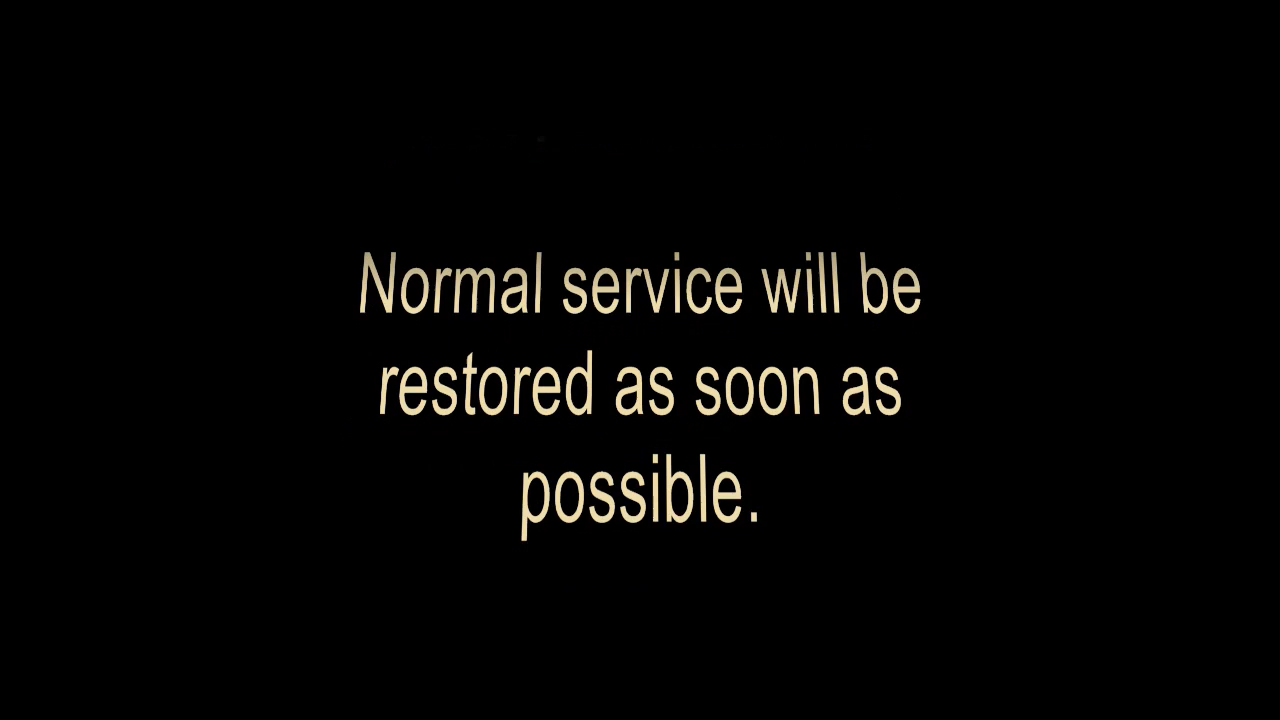 Normal service will be
restored as soon as
possible.